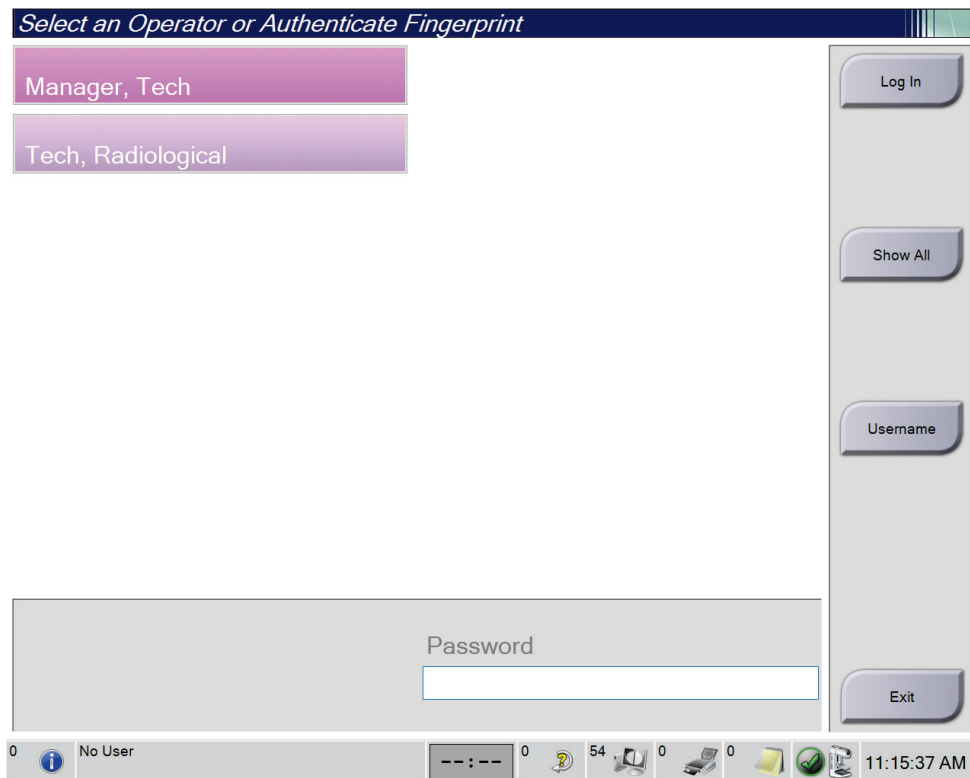 Select an Operator or Authenticate Fingerprint
Manager, Tech
Tech, Radiological
Log In
Show All
Username
Password
Exit
0
No User
--:--
0
54
0
0
11:15:37 AM